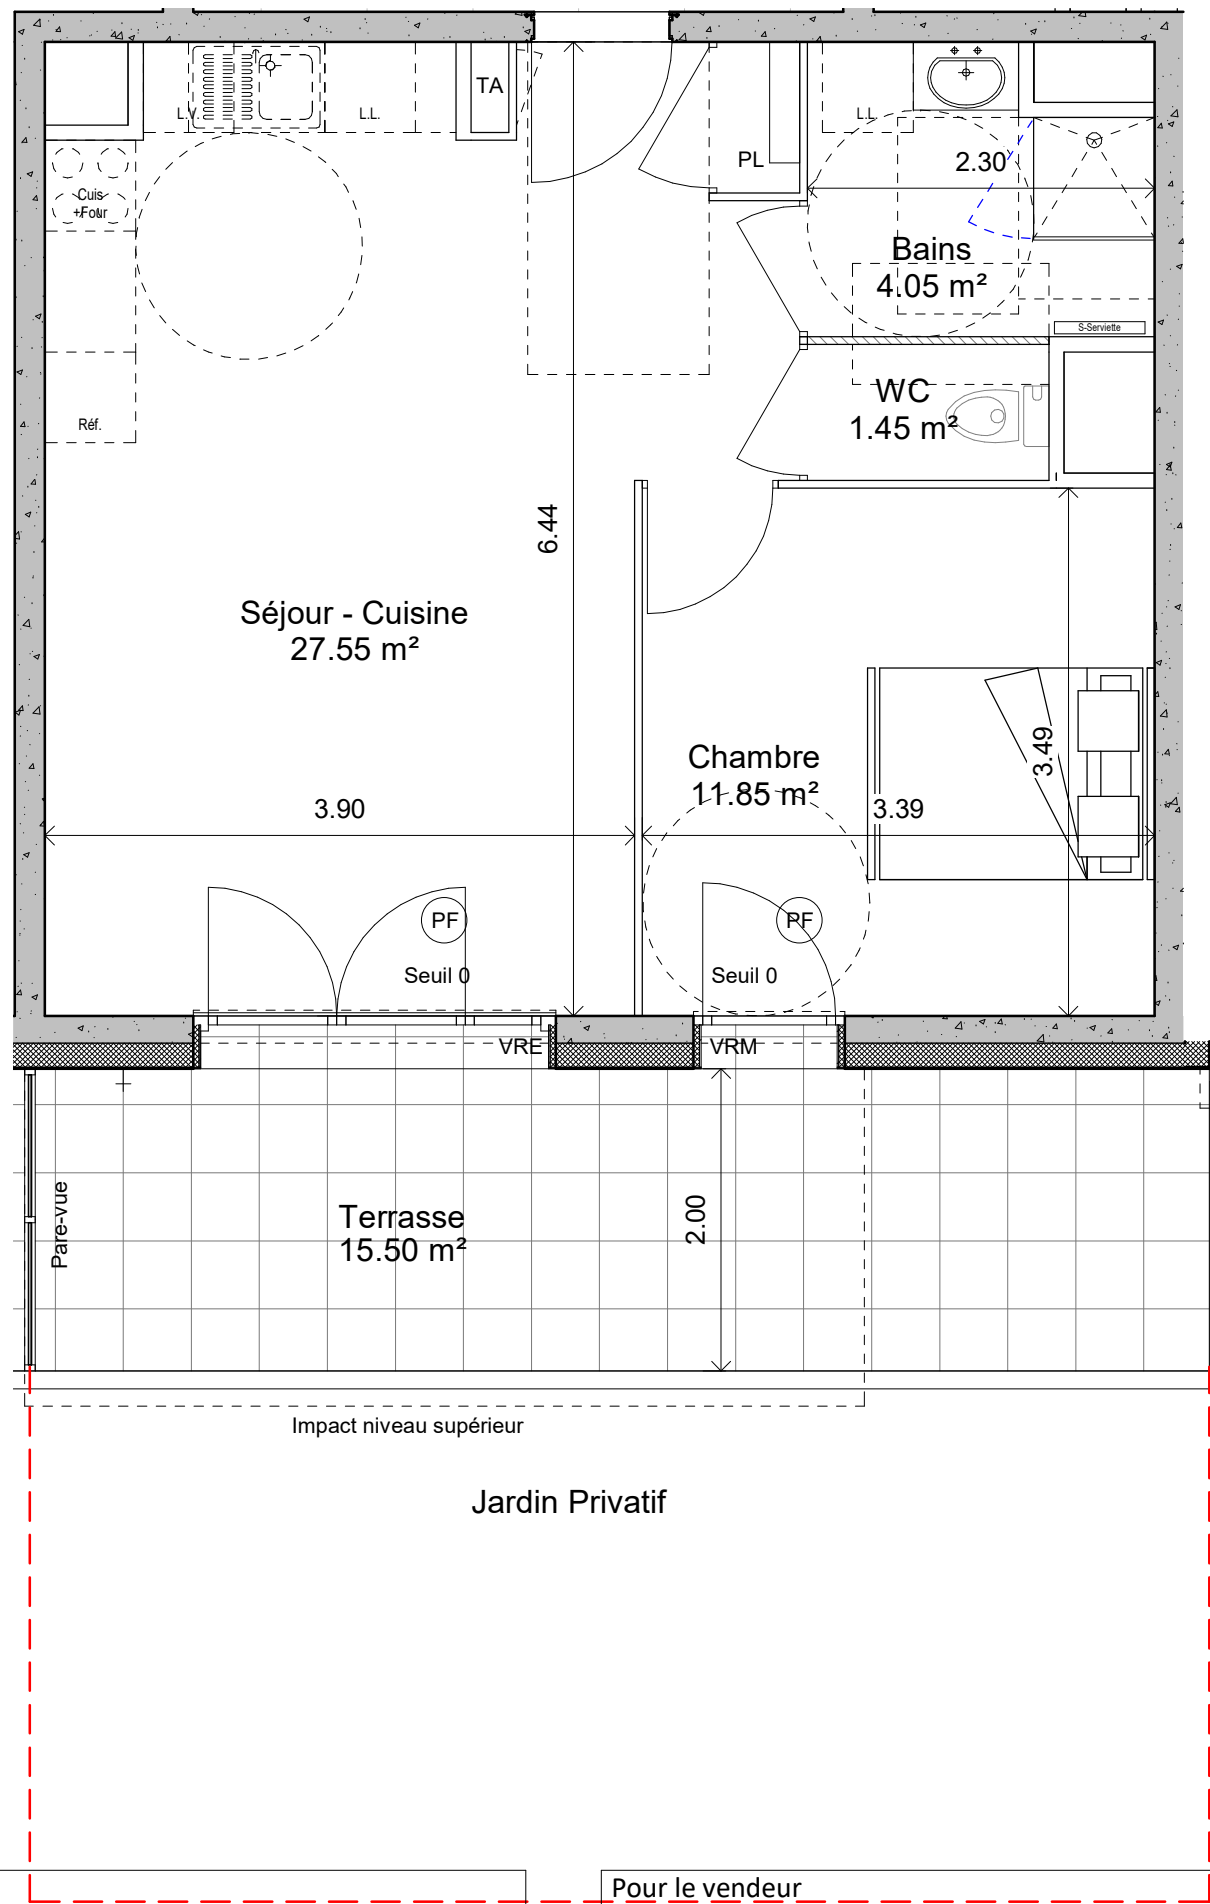 TA
L.V.
L.L.
L.L.
PL
2.30
Cuis
+Four
Bains
4.05 m²
S-Serviette
WC
1.45 m²
Réf.
6.44
Séjour - Cuisine
27.55 m²
Chambre
11.85 m²
3.49
3.90
3.39
PF
PF
Seuil 0
Seuil 0
VRE
VRM
Pare-vue
Terrasse
15.50 m²
2.00
Impact niveau supérieur
Jardin Privatif
Pour le vendeur